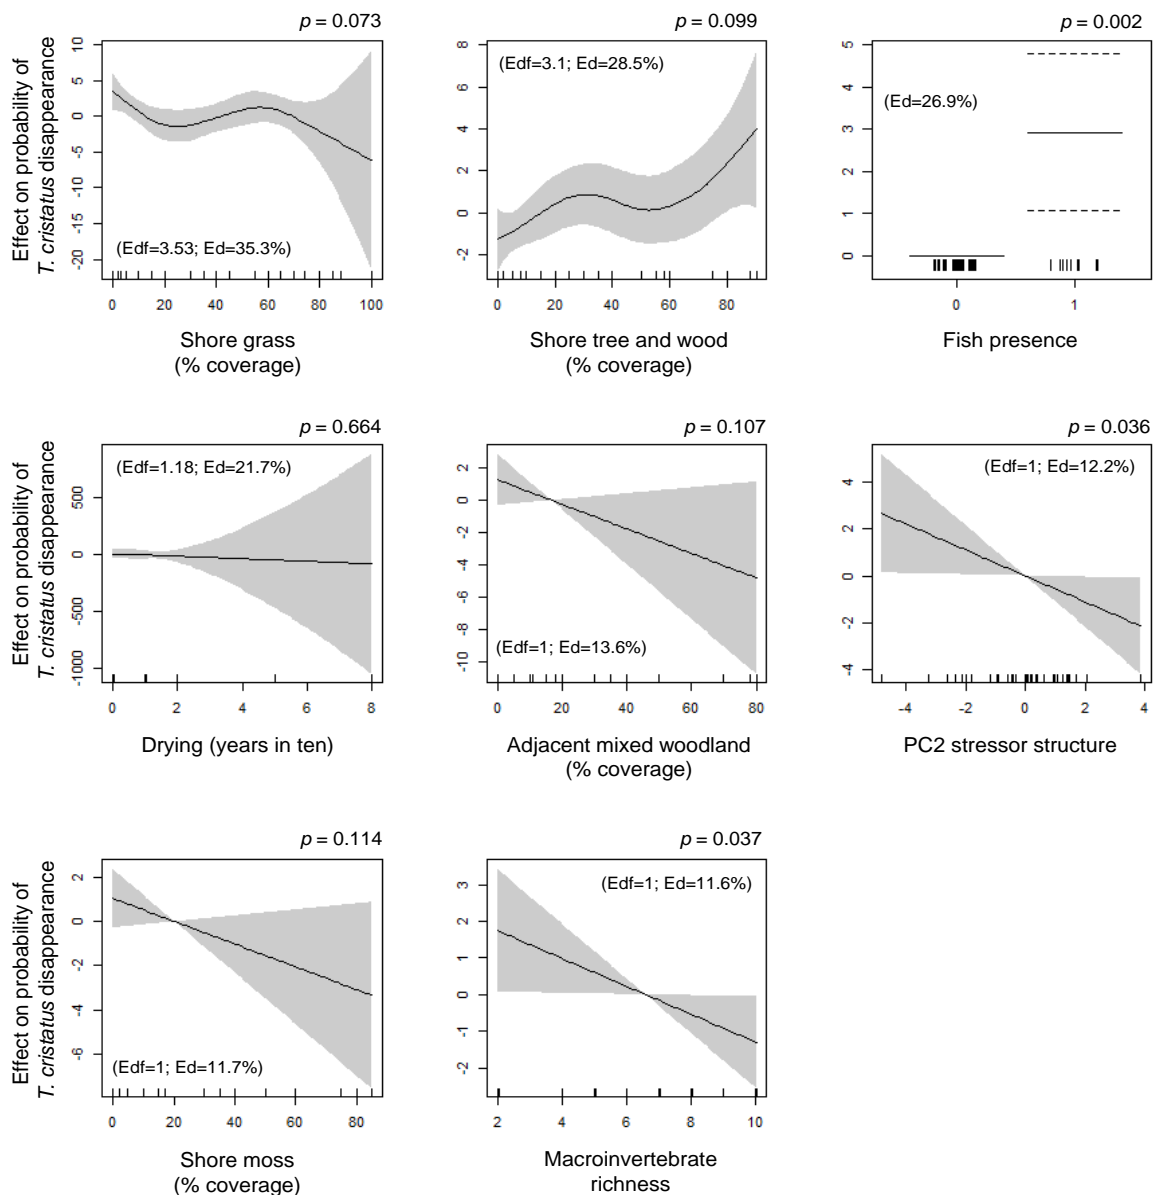 p = 0.073
Effect on probability of
T. cristatus disappearance
10
5
0
-5
-10
-15
-20
(Edf=3.53; Ed=35.3%)
0 20 40 60 80 100
Shore grass
(% coverage)
p = 0.099
8
6
4
2
0
-2
(Edf=3.1; Ed=28.5%)
0 20 40 60 80
Shore tree and wood
(% coverage)
p = 0.002
5
4
3
2
1
0
(Ed=26.9%)
0 1
Fish presence
p = 0.664
Effect on probability of
T. cristatus disappearance
500
0
-500
-1000
(Edf=1.18; Ed=21.7%)
0 2 4 6 8
Drying (years in ten)
p = 0.107
2
0
-2
-4
-6
-8
-10
(Edf=1; Ed=13.6%)
0 20 40 60 80
Adjacent mixed woodland
(% coverage)
p = 0.036
4
2
0
-2
-4
(Edf=1; Ed=12.2%)
-4 -2 0 2 4
PC2 stressor structure
p = 0.114
Effect on probability of
T. cristatus disappearance
2
0
-2
-4
-6
(Edf=1; Ed=11.7%)
0 20 40 60 80
Shore moss
(% coverage)
p = 0.037
3
2
1
0
-1
-2
(Edf=1; Ed=11.6%)
2 4 6 8 10
Macroinvertebrate
richness